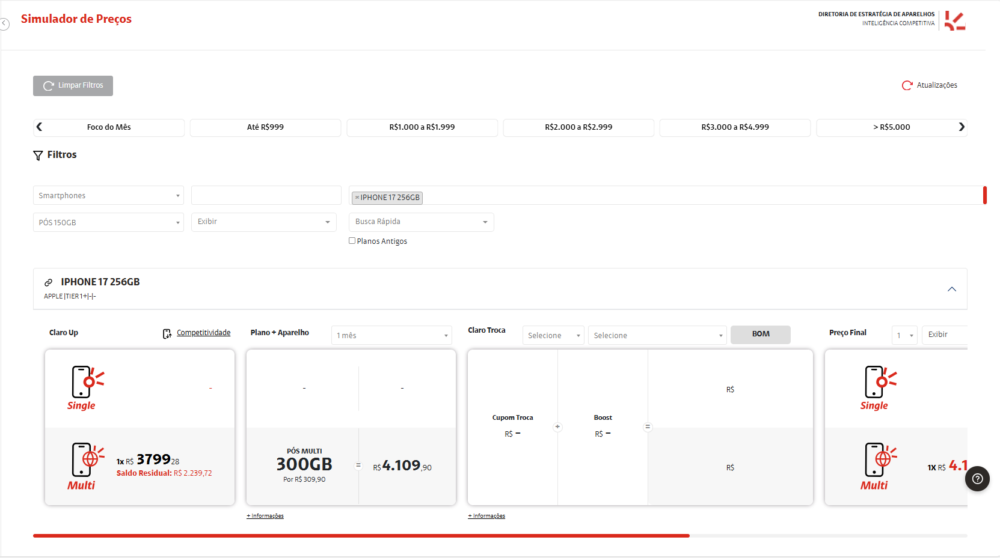 Simulador de Preços
DIRETORIA DE ESTRATÉGIA DE APARELHOS
INTELIGÊNCIA COMPETITIVA
Limpar Filtros
Atualizações
Foco do Mês
Até R$999
R$1.000 a R$1.999
R$2.000 a R$2.999
R$3.000 a R$4.999
> R$5.000
Filtros
Smartphones
× IPHONE 17 256GB
PÓS 150GB
Exibir
Busca Rápida
Planos Antigos
IPHONE 17 256GB
APPLE |TIER 1+|-|-
Claro Up
Competitividade
Plano + Aparelho
1 mês
Claro Troca
Selecione
Selecione
BOM
Preço Final
1
Exibir
Single
-
-
-
R$
Single
Cupom Troca
R$ –
+
Boost
R$ –
=
Multi
1x R$ 3799,28
Saldo Residual: R$ 2.239,72
PÓS MULTI
300GB
Por R$ 309,90
=
R$ 4.109,90
R$
Multi
1X R$ 4.1
+ Informações
+ Informações